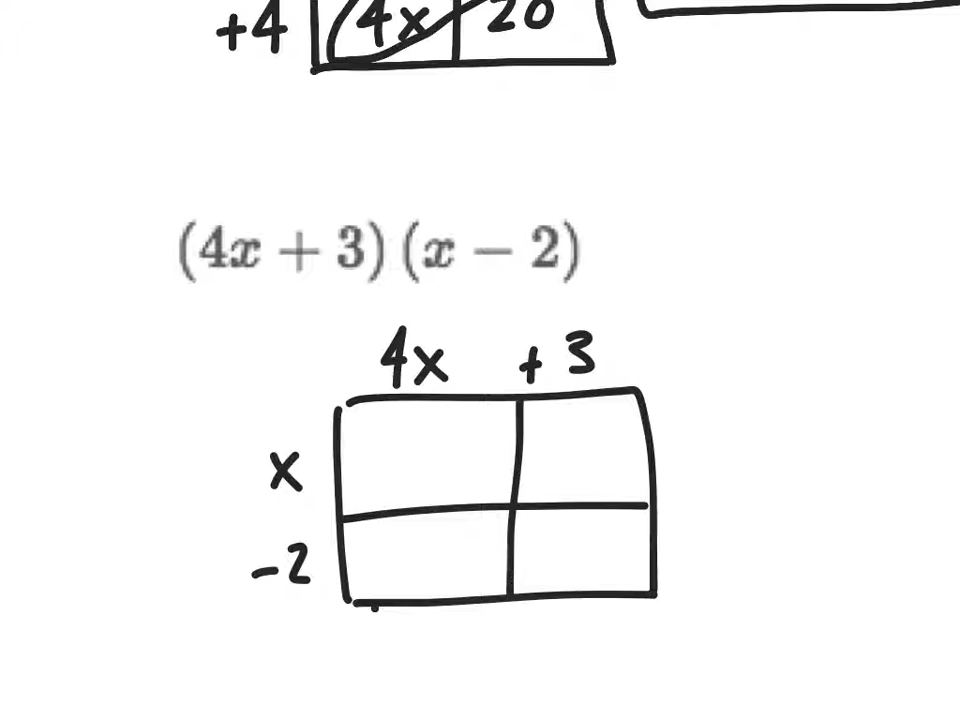 +4 4x 20
(4x + 3)(x − 2)
4x + 3
x
-2